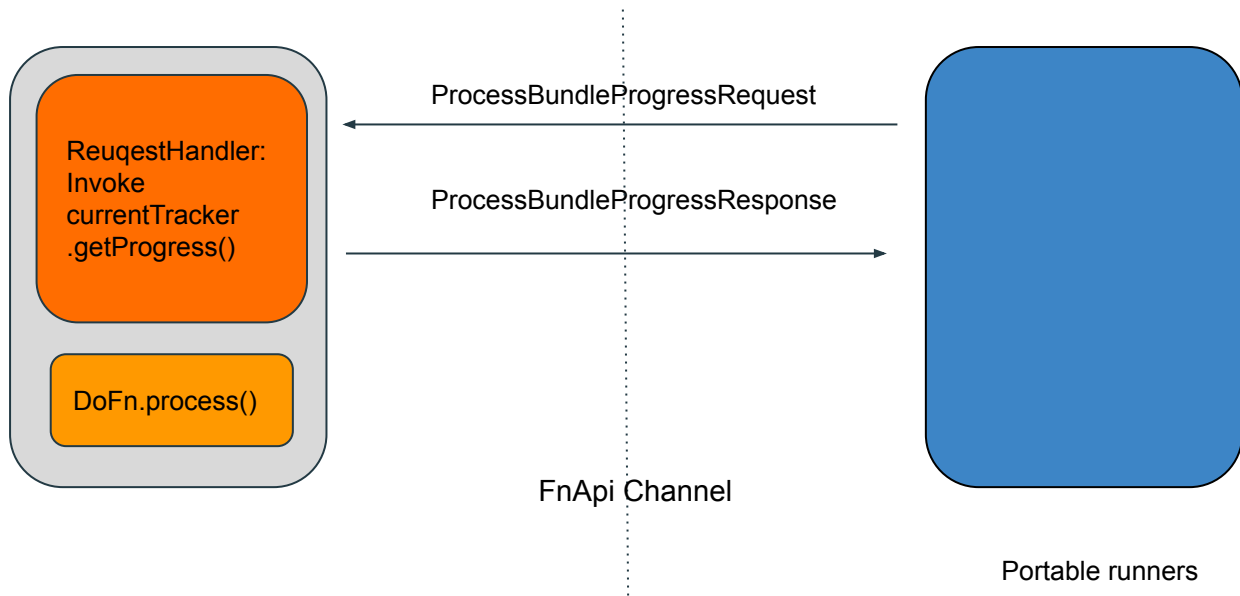 ProcessBundleProgressRequest
ReuqestHandler:
Invoke
currentTracker
.getProgress()
ProcessBundleProgressResponse
DoFn.process()
FnApi Channel
Portable runners